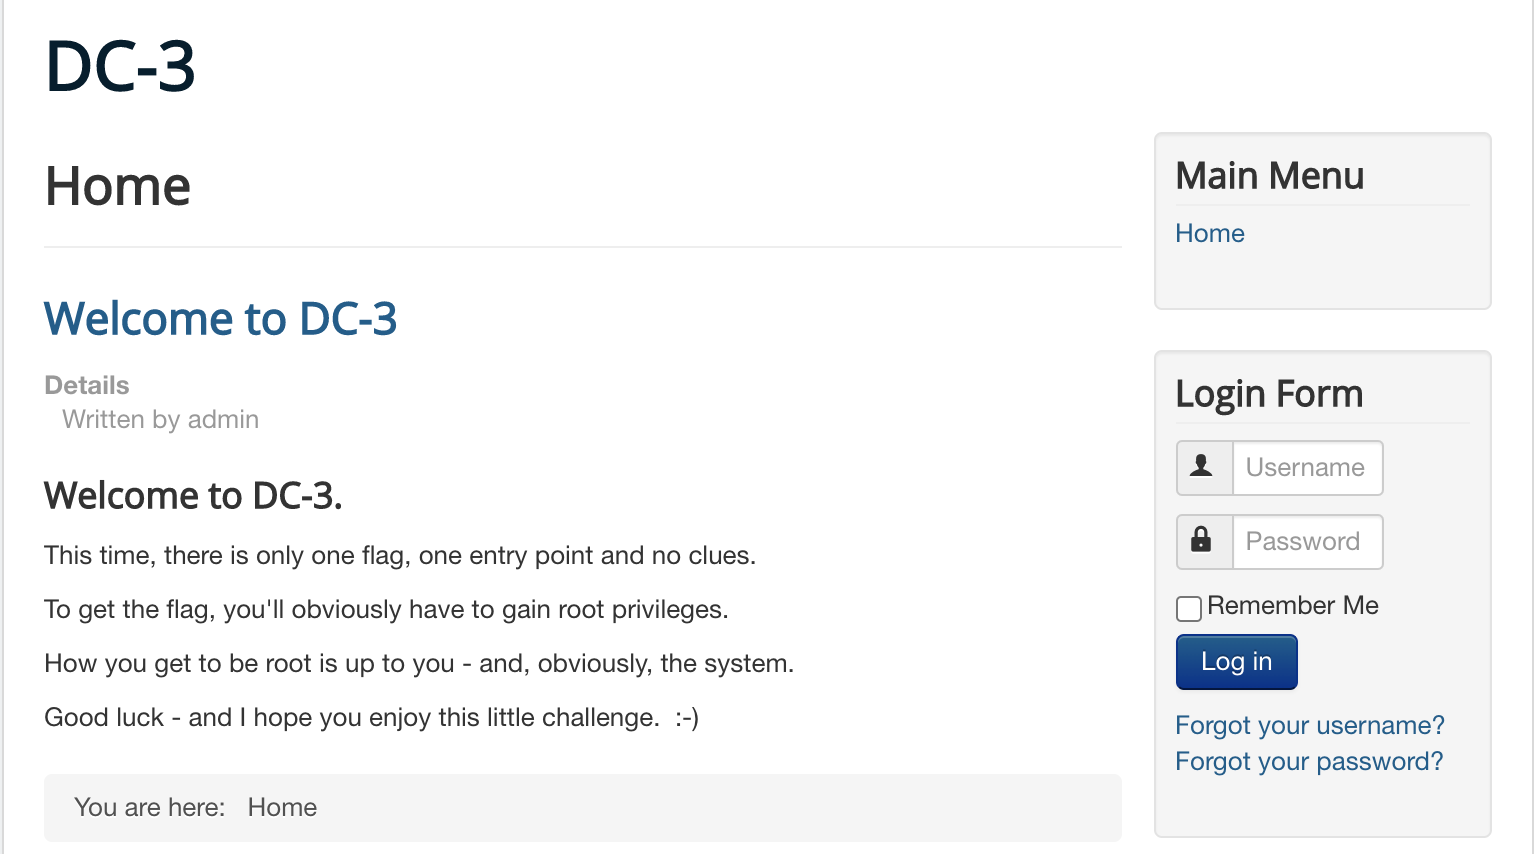 DC-3
Home
Welcome to DC-3
Details
Written by admin
Welcome to DC-3.
This time, there is only one flag, one entry point and no clues.
To get the flag, you'll obviously have to gain root privileges.
How you get to be root is up to you - and, obviously, the system.
Good luck - and I hope you enjoy this little challenge.  :-)
You are here:   Home
Main Menu
Home
Login Form
Username
Password
Remember Me
Log in
Forgot your username?
Forgot your password?